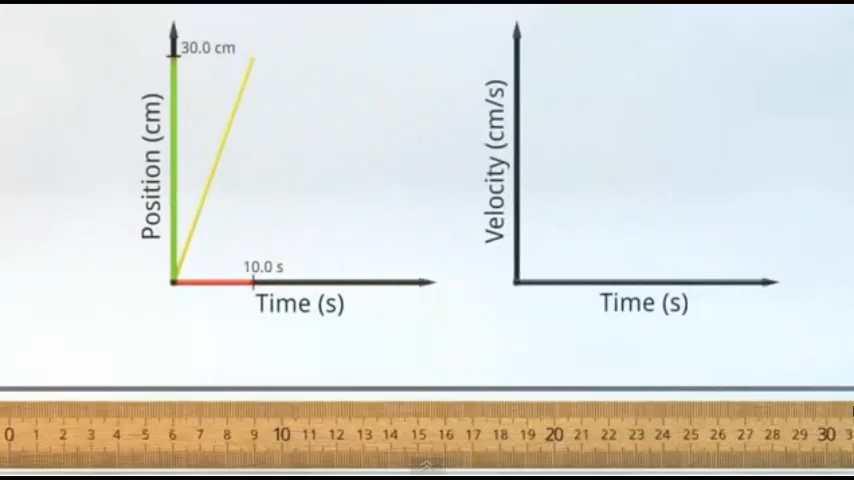 30.0 cm
Position (cm)
10.0 s
Time (s)
Velocity (cm/s)
Time (s)
0 1 2 3 4 5 6 7 8 9 10 11 12 13 14 15 16 17 18 19 20 21 22 23 24 25 26 27 28 29 30